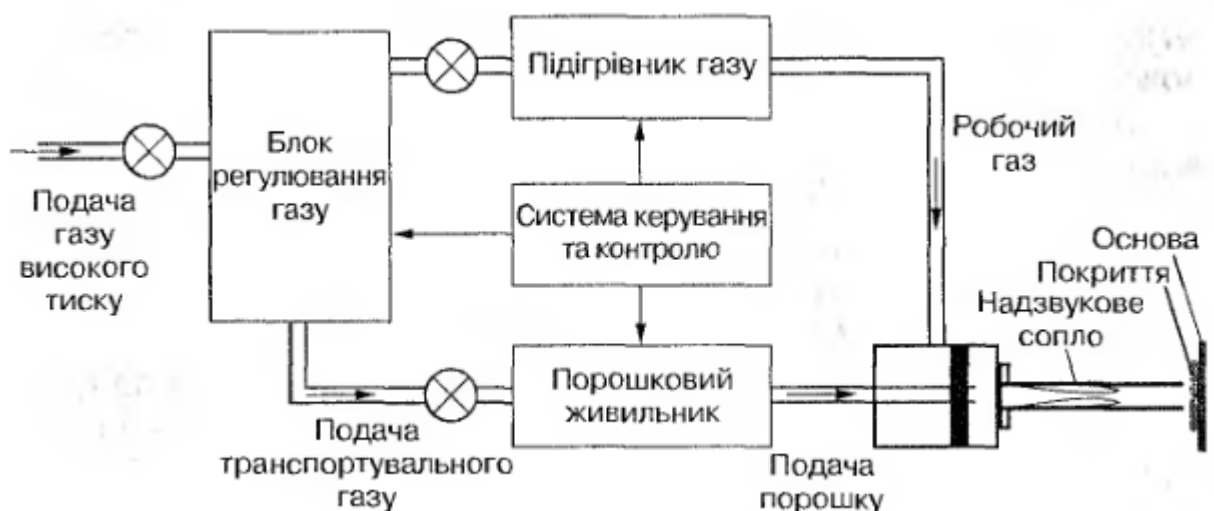 Підігрівник газу
Блок
регулювання
газу
Робочий
газ
Подача
газу
високого
тиску
Система керування
та контролю
Основа
Покриття
Надзвукове
сопло
Порошковий
живильник
Подача
транспортувального
газу
Подача
порошку